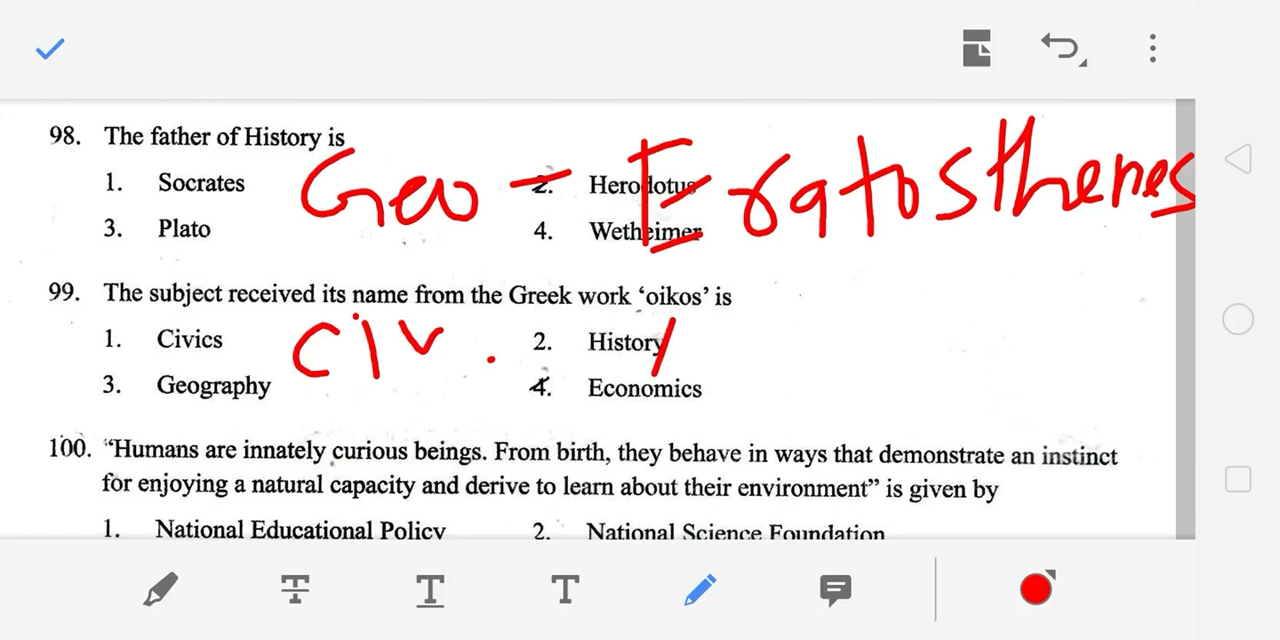 98. The father of History is
1. Socrates 2. Herodotus
Geo - Eratosthenes
3. Plato 4. Wetheimer
99. The subject received its name from the Greek work ‘oikos’ is
1. Civics 2. History
Civ.
3. Geography 4. Economics
100. “Humans are innately curious beings. From birth, they behave in ways that demonstrate an instinct
for enjoying a natural capacity and derive to learn about their environment” is given by
1. National Educational Policy 2. National Science Foundation
T T T